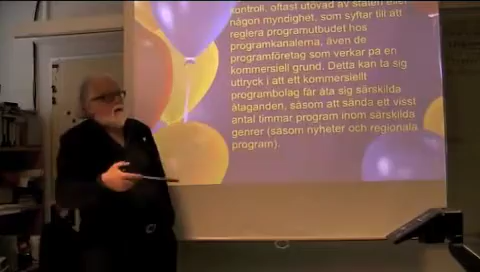 kontroll, oftast utövad av staten eller
någon myndighet, som syftar till att
reglera programutbudet hos
programkanalerna, även de
programföretag som verkar på en
kommersiell grund. Detta kan ta sig
uttryck i att ett kommersiellt
programbolag får åta sig särskilda
åtaganden, såsom att sända ett visst
antal timmar program inom särskilda
genrer (såsom nyheter och regionala
program).